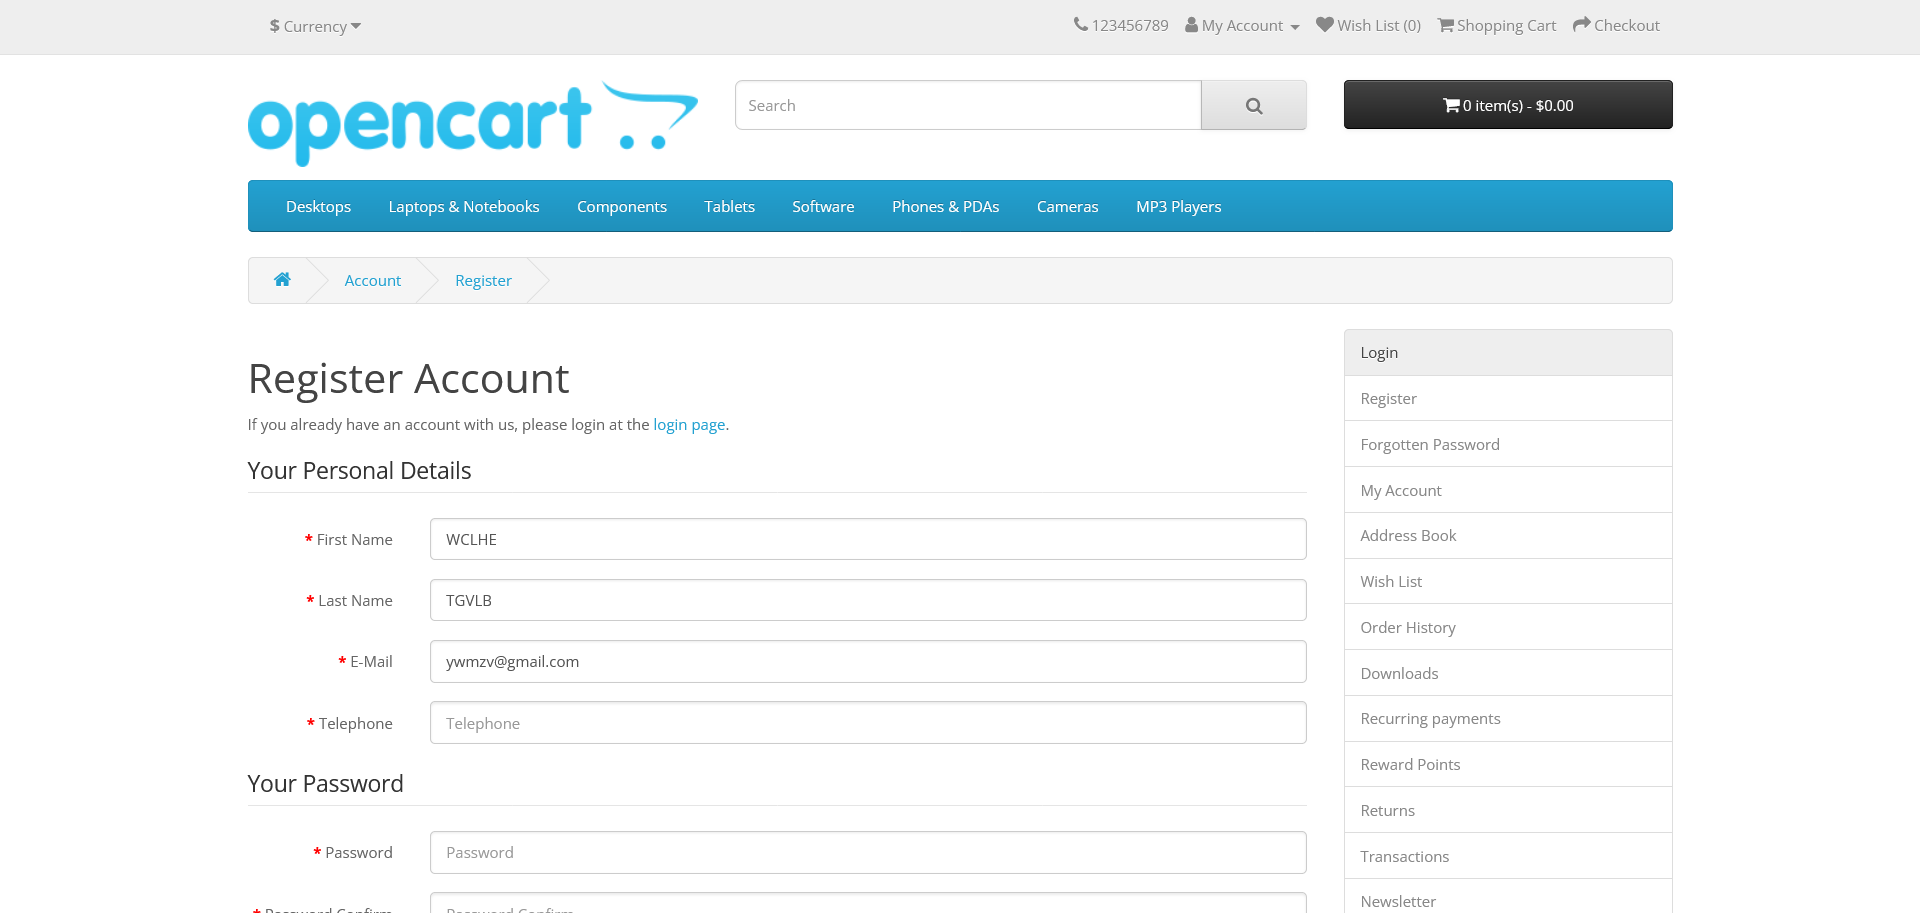 $ Currency
123456789 My Account Wish List (0) Shopping Cart Checkout
opencart
Search
0 item(s) - $0.00
Desktops Laptops & Notebooks Components Tablets Software Phones & PDAs Cameras MP3 Players
Account Register
Register Account
If you already have an account with us, please login at the login page.
Your Personal Details
* First Name WCLHE
* Last Name TGVLB
* E-Mail ywmzv@gmail.com
* Telephone Telephone
Your Password
* Password Password
* Password Confirm Password Confirm
Login
Register
Forgotten Password
My Account
Address Book
Wish List
Order History
Downloads
Recurring payments
Reward Points
Returns
Transactions
Newsletter